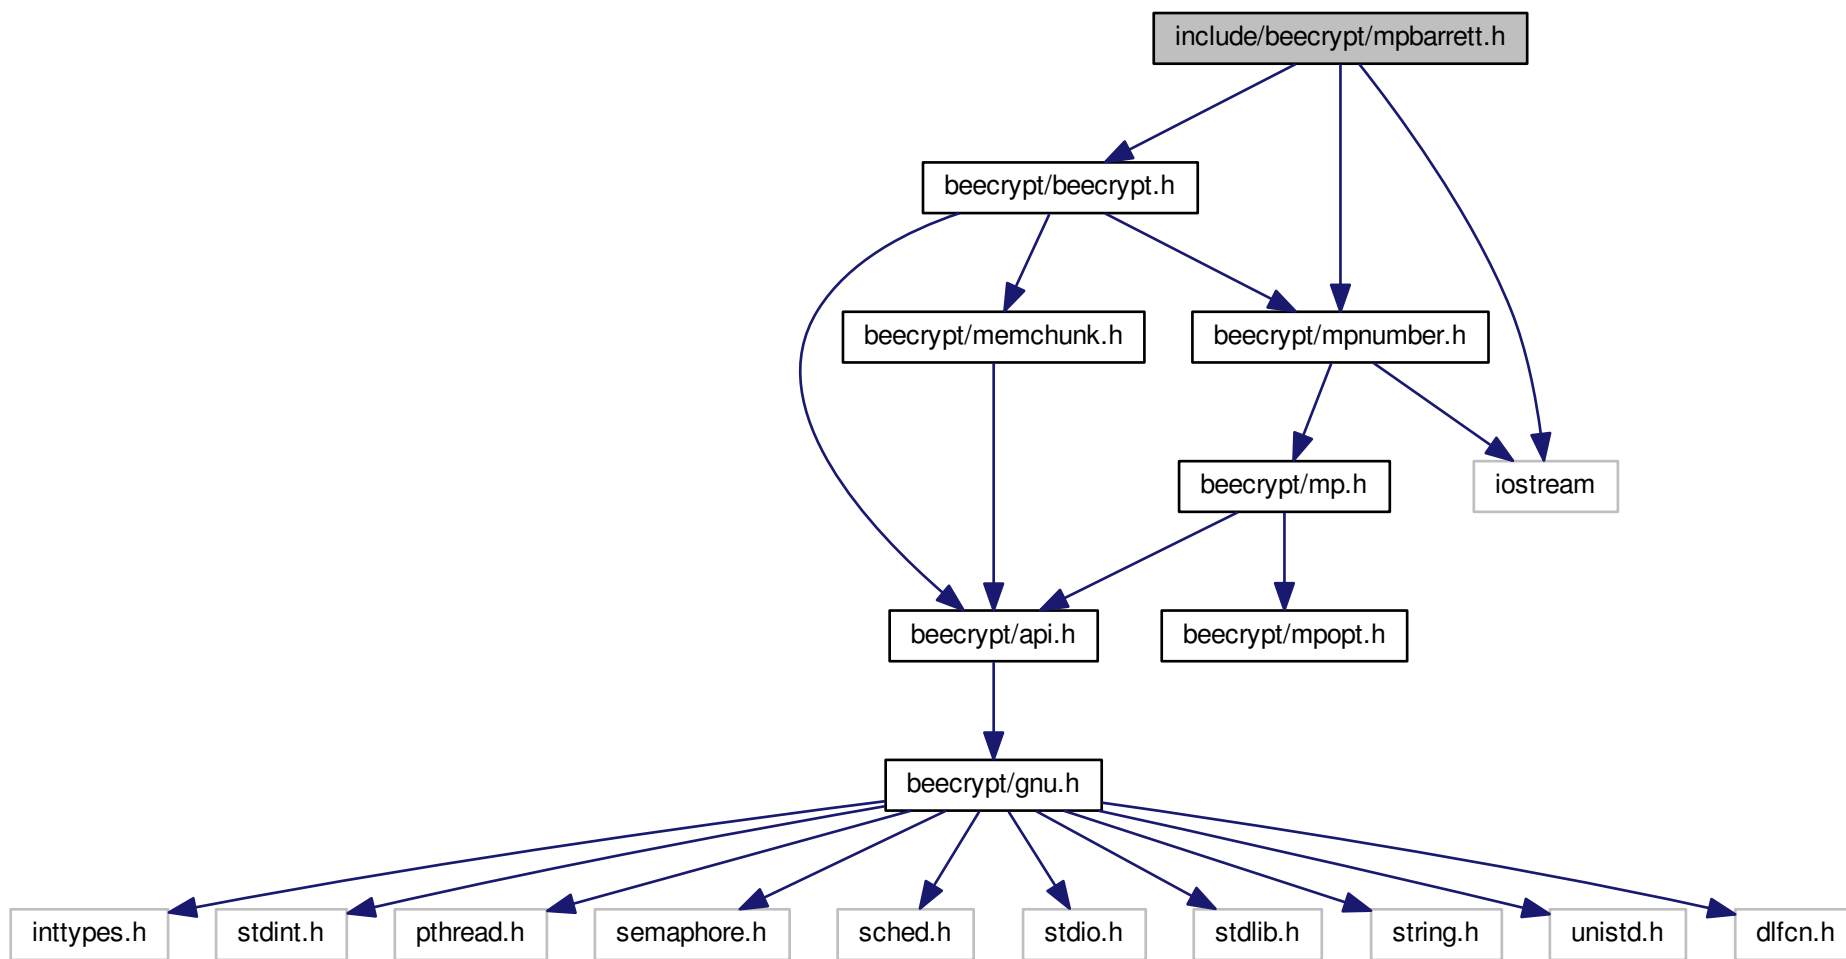 include/beecrypt/mpbarrett.h
beecrypt/beecrypt.h
beecrypt/memchunk.h
beecrypt/mpnumber.h
beecrypt/mp.h
iostream
beecrypt/api.h
beecrypt/mpopt.h
beecrypt/gnu.h
inttypes.h
stdint.h
pthread.h
semaphore.h
sched.h
stdio.h
stdlib.h
string.h
unistd.h
dlfcn.h